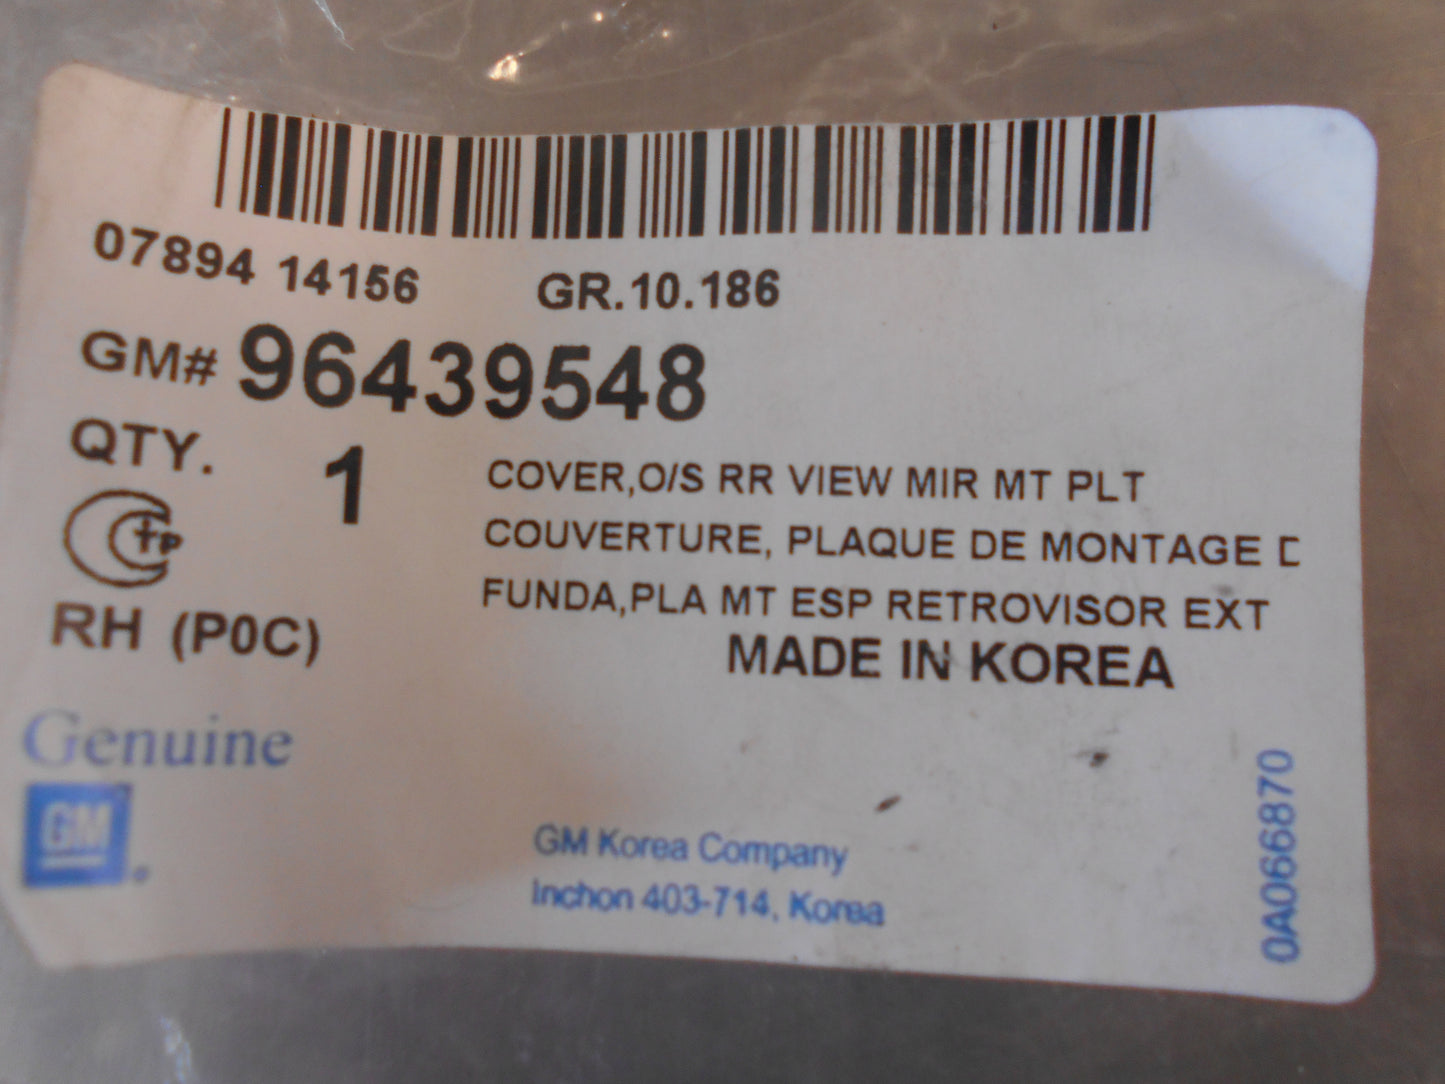 07894 14156 GR.10.186
GM# 96439548
QTY. 1
COVER,O/S RR VIEW MIR MT PLT
COUVERTURE, PLAQUE DE MONTAGE D
FUNDA,PLA MT ESP RETROVISOR EXT
RH (P0C)
MADE IN KOREA
Genuine
GM
GM Korea Company
Inchon 403-714, Korea
0A066870